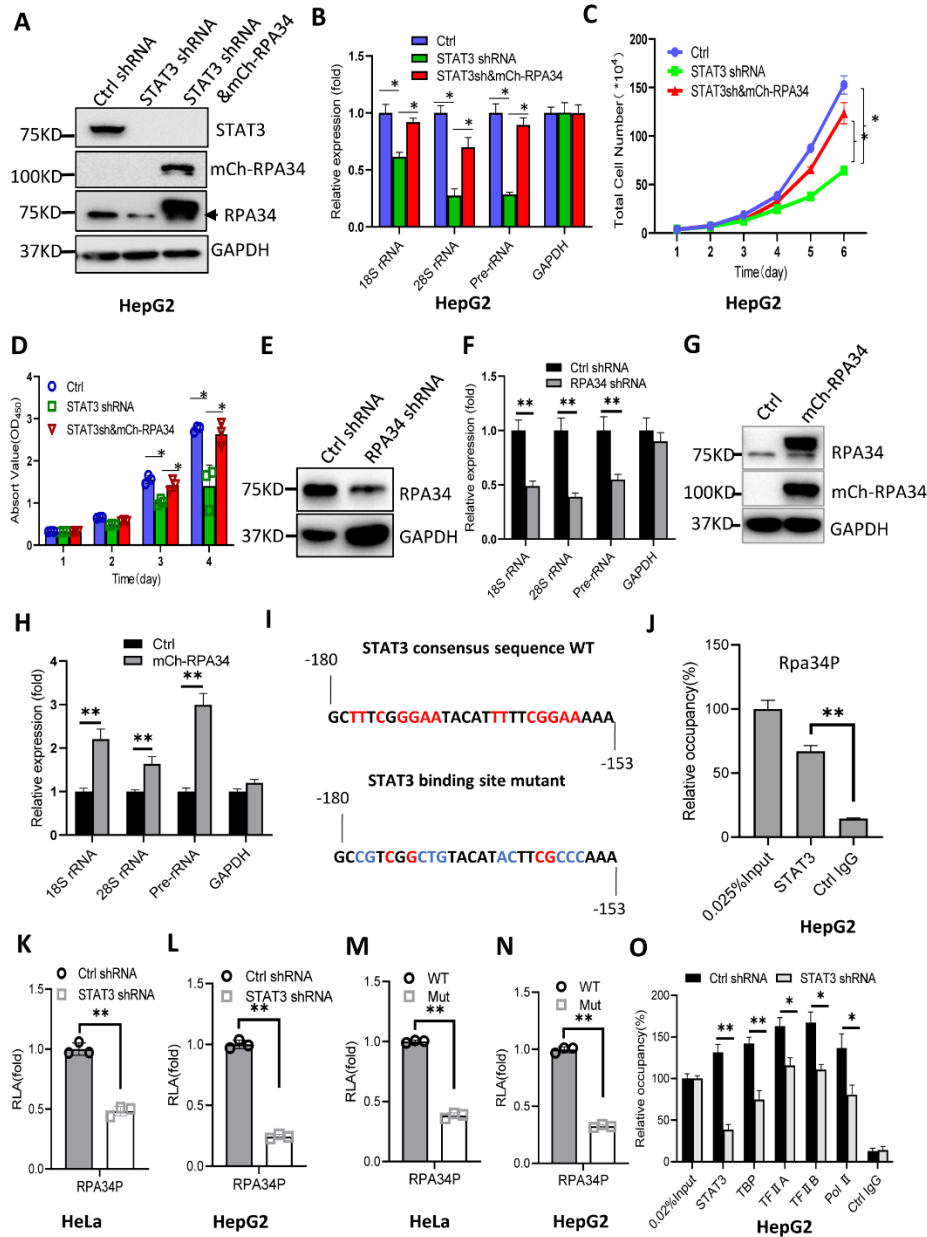 A
Ctrl shRNA
STAT3 shRNA
STAT3 shRNA
&mCh-RPA34
75KD
STAT3
100KD
mCh-RPA34
75KD
RPA34
37KD
GAPDH
HepG2
B
Ctrl
STAT3 shRNA
STAT3sh&mCh-RPA34
Relative expression (fold)
1.0
0.5
0.0
* * * * * *
18S rRNA
28S rRNA
Pre-rRNA
GAPDH
HepG2
C
Ctrl
STAT3 shRNA
STAT3sh&mCh-RPA34
Total Cell Number( *10⁴)
200
150
100
50
0
* *
1 2 3 4 5 6
Time(day)
HepG2
D
Ctrl
STAT3 shRNA
STAT3sh&mCh-RPA34
Absort Value(OD450)
4
3
2
1
0
* * * *
1 2 3 4
Time(day)
E
Ctrl shRNA
RPA34 shRNA
75KD
RPA34
37KD
GAPDH
F
Ctrl shRNA
RPA34 shRNA
Relative expression (fold)
1.5
1.0
0.5
0.0
** ** **
18S rRNA
28S rRNA
Pre-rRNA
GAPDH
G
Ctrl
mCh-RPA34
75KD
RPA34
100KD
mCh-RPA34
37KD
GAPDH
H
Ctrl
mCh-RPA34
Relative expression (fold)
4
3
2
1
0
** ** **
18S rRNA
28S rRNA
Pre-rRNA
GAPDH
I
STAT3 consensus sequence WT
-180
GCTTTCGGGAATACATTTTTCGGAAAAA
-153
STAT3 binding site mutant
-180
GCCGTCGGCTGTACATACTTCGCCCAAA
-153
J
Rpa34P
Relative occupancy(%)
150
100
50
0
**
0.025%Input
STAT3
Ctrl IgG
HepG2
K
Ctrl shRNA
STAT3 shRNA
RLA(fold)
1.5
1.0
0.5
0.0
**
RPA34P
HeLa
L
Ctrl shRNA
STAT3 shRNA
RLA(fold)
1.5
1.0
0.5
0.0
**
RPA34P
HepG2
M
WT
Mut
RLA(fold)
1.5
1.0
0.5
0.0
**
RPA34P
HeLa
N
WT
Mut
RLA(fold)
1.5
1.0
0.5
0.0
**
RPA34P
HepG2
O
Ctrl shRNA
STAT3 shRNA
Relative occupancy(%)
200
150
100
50
0
** ** * * *
0.02%Input
STAT3
TBP
TFⅡA
TFⅡB
Pol Ⅱ
Ctrl IgG
HepG2